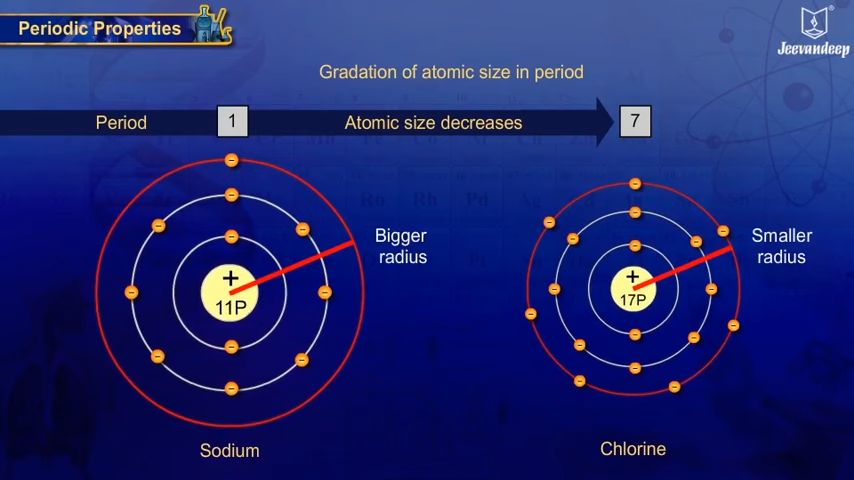 Periodic Properties
Jeevandeep
Gradation of atomic size in period
Period 1 Atomic size decreases 7
Bigger
radius
Smaller
radius
+
11P
+
17P
Sodium
Chlorine